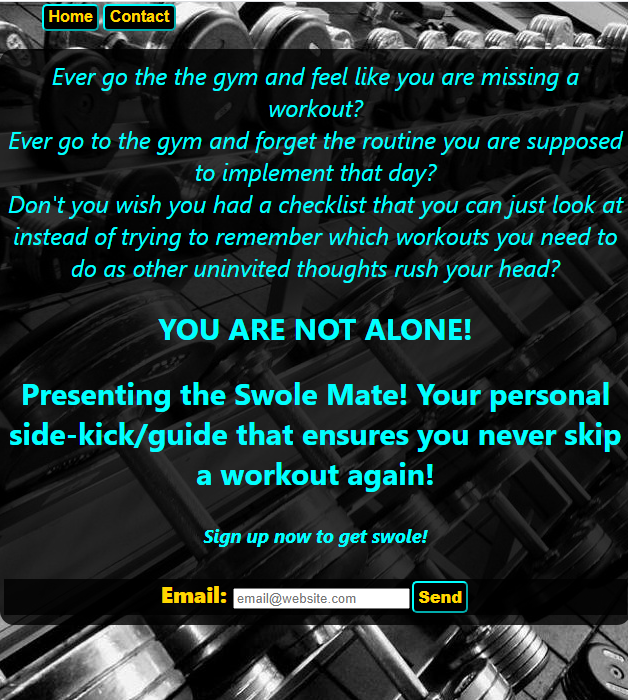 Home Contact
Ever go the the gym and feel like you are missing a
workout?
Ever go to the gym and forget the routine you are supposed
to implement that day?
Don't you wish you had a checklist that you can just look at
instead of trying to remember which workouts you need to
do as other uninvited thoughts rush your head?
YOU ARE NOT ALONE!
Presenting the Swole Mate! Your personal
side-kick/guide that ensures you never skip
a workout again!
Sign up now to get swole!
Email: email@website.com Send